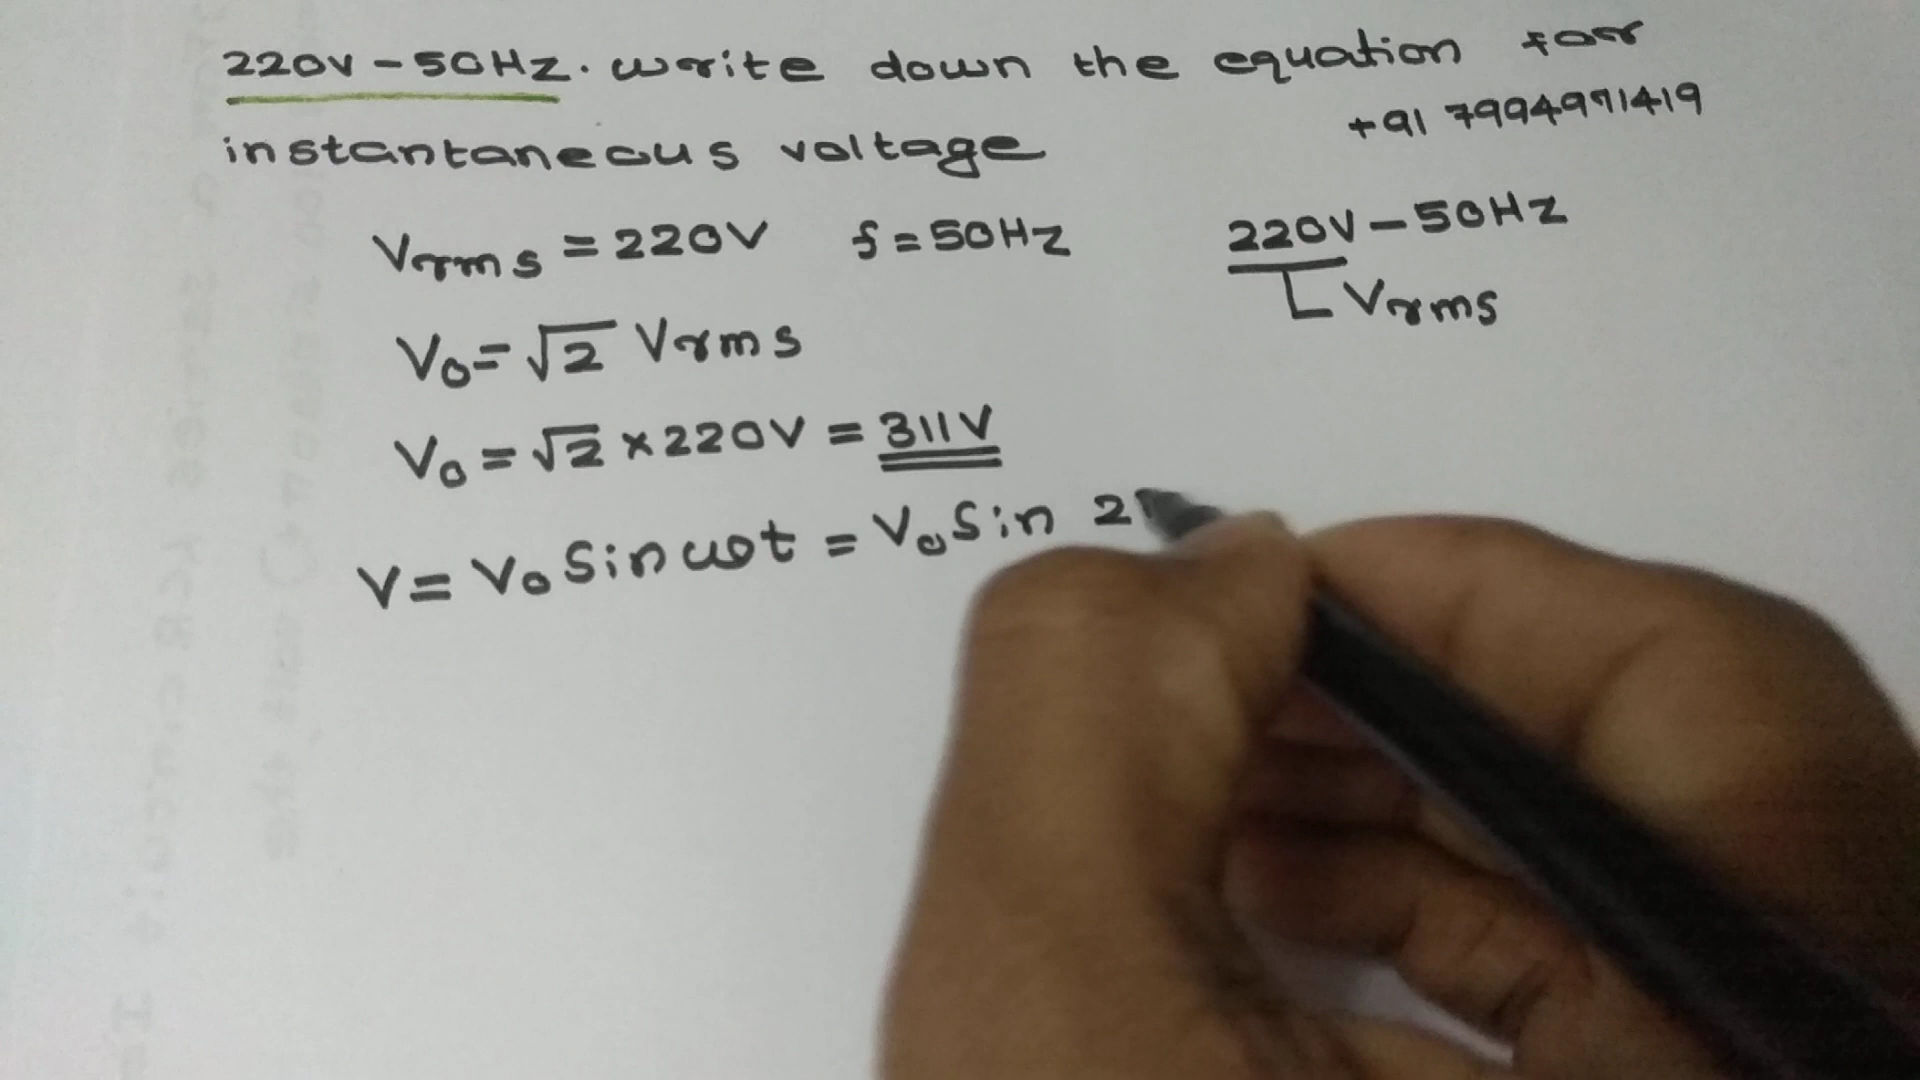 220V - 50Hz. write down the equation for
instantaneous voltage
+91 7994971419
Vrms = 220V f = 50Hz
220V - 50Hz
Vrms
V0 = √2 Vrms
V0 = √2 × 220V = 311V
V = V0 Sin ωt = V0 Sin 2